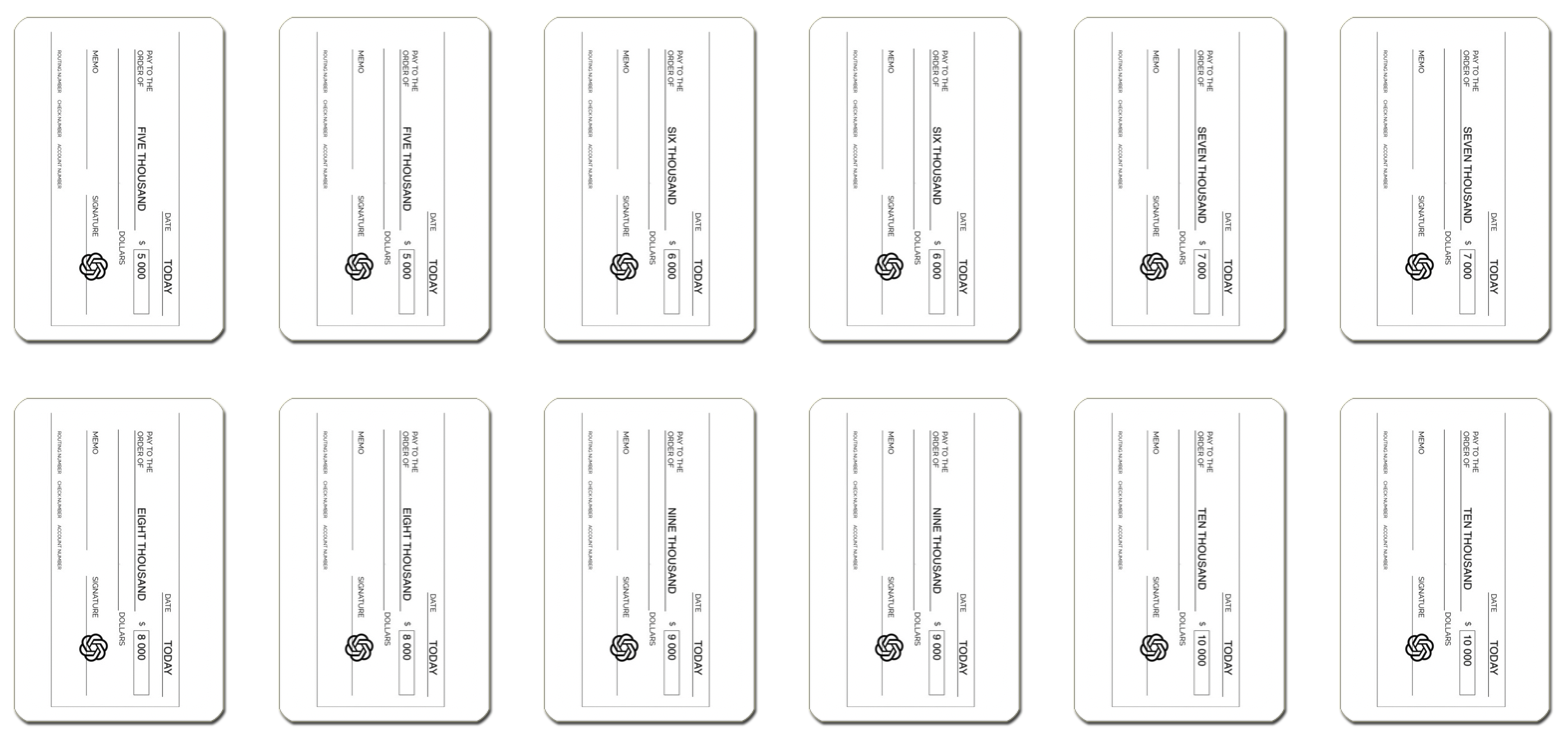 DATE TODAY
PAY TO THE
ORDER OF FIVE THOUSAND $ 5 000
DOLLARS
MEMO SIGNATURE
ROUTING NUMBER CHECK NUMBER ACCOUNT NUMBER
DATE TODAY
PAY TO THE
ORDER OF FIVE THOUSAND $ 5 000
DOLLARS
MEMO SIGNATURE
ROUTING NUMBER CHECK NUMBER ACCOUNT NUMBER
DATE TODAY
PAY TO THE
ORDER OF SIX THOUSAND $ 6 000
DOLLARS
MEMO SIGNATURE
ROUTING NUMBER CHECK NUMBER ACCOUNT NUMBER
DATE TODAY
PAY TO THE
ORDER OF SIX THOUSAND $ 6 000
DOLLARS
MEMO SIGNATURE
ROUTING NUMBER CHECK NUMBER ACCOUNT NUMBER
DATE TODAY
PAY TO THE
ORDER OF SEVEN THOUSAND $ 7 000
DOLLARS
MEMO SIGNATURE
ROUTING NUMBER CHECK NUMBER ACCOUNT NUMBER
DATE TODAY
PAY TO THE
ORDER OF SEVEN THOUSAND $ 7 000
DOLLARS
MEMO SIGNATURE
ROUTING NUMBER CHECK NUMBER ACCOUNT NUMBER
DATE TODAY
PAY TO THE
ORDER OF EIGHT THOUSAND $ 8 000
DOLLARS
MEMO SIGNATURE
ROUTING NUMBER CHECK NUMBER ACCOUNT NUMBER
DATE TODAY
PAY TO THE
ORDER OF EIGHT THOUSAND $ 8 000
DOLLARS
MEMO SIGNATURE
ROUTING NUMBER CHECK NUMBER ACCOUNT NUMBER
DATE TODAY
PAY TO THE
ORDER OF NINE THOUSAND $ 9 000
DOLLARS
MEMO SIGNATURE
ROUTING NUMBER CHECK NUMBER ACCOUNT NUMBER
DATE TODAY
PAY TO THE
ORDER OF NINE THOUSAND $ 9 000
DOLLARS
MEMO SIGNATURE
ROUTING NUMBER CHECK NUMBER ACCOUNT NUMBER
DATE TODAY
PAY TO THE
ORDER OF TEN THOUSAND $ 10 000
DOLLARS
MEMO SIGNATURE
ROUTING NUMBER CHECK NUMBER ACCOUNT NUMBER
DATE TODAY
PAY TO THE
ORDER OF TEN THOUSAND $ 10 000
DOLLARS
MEMO SIGNATURE
ROUTING NUMBER CHECK NUMBER ACCOUNT NUMBER